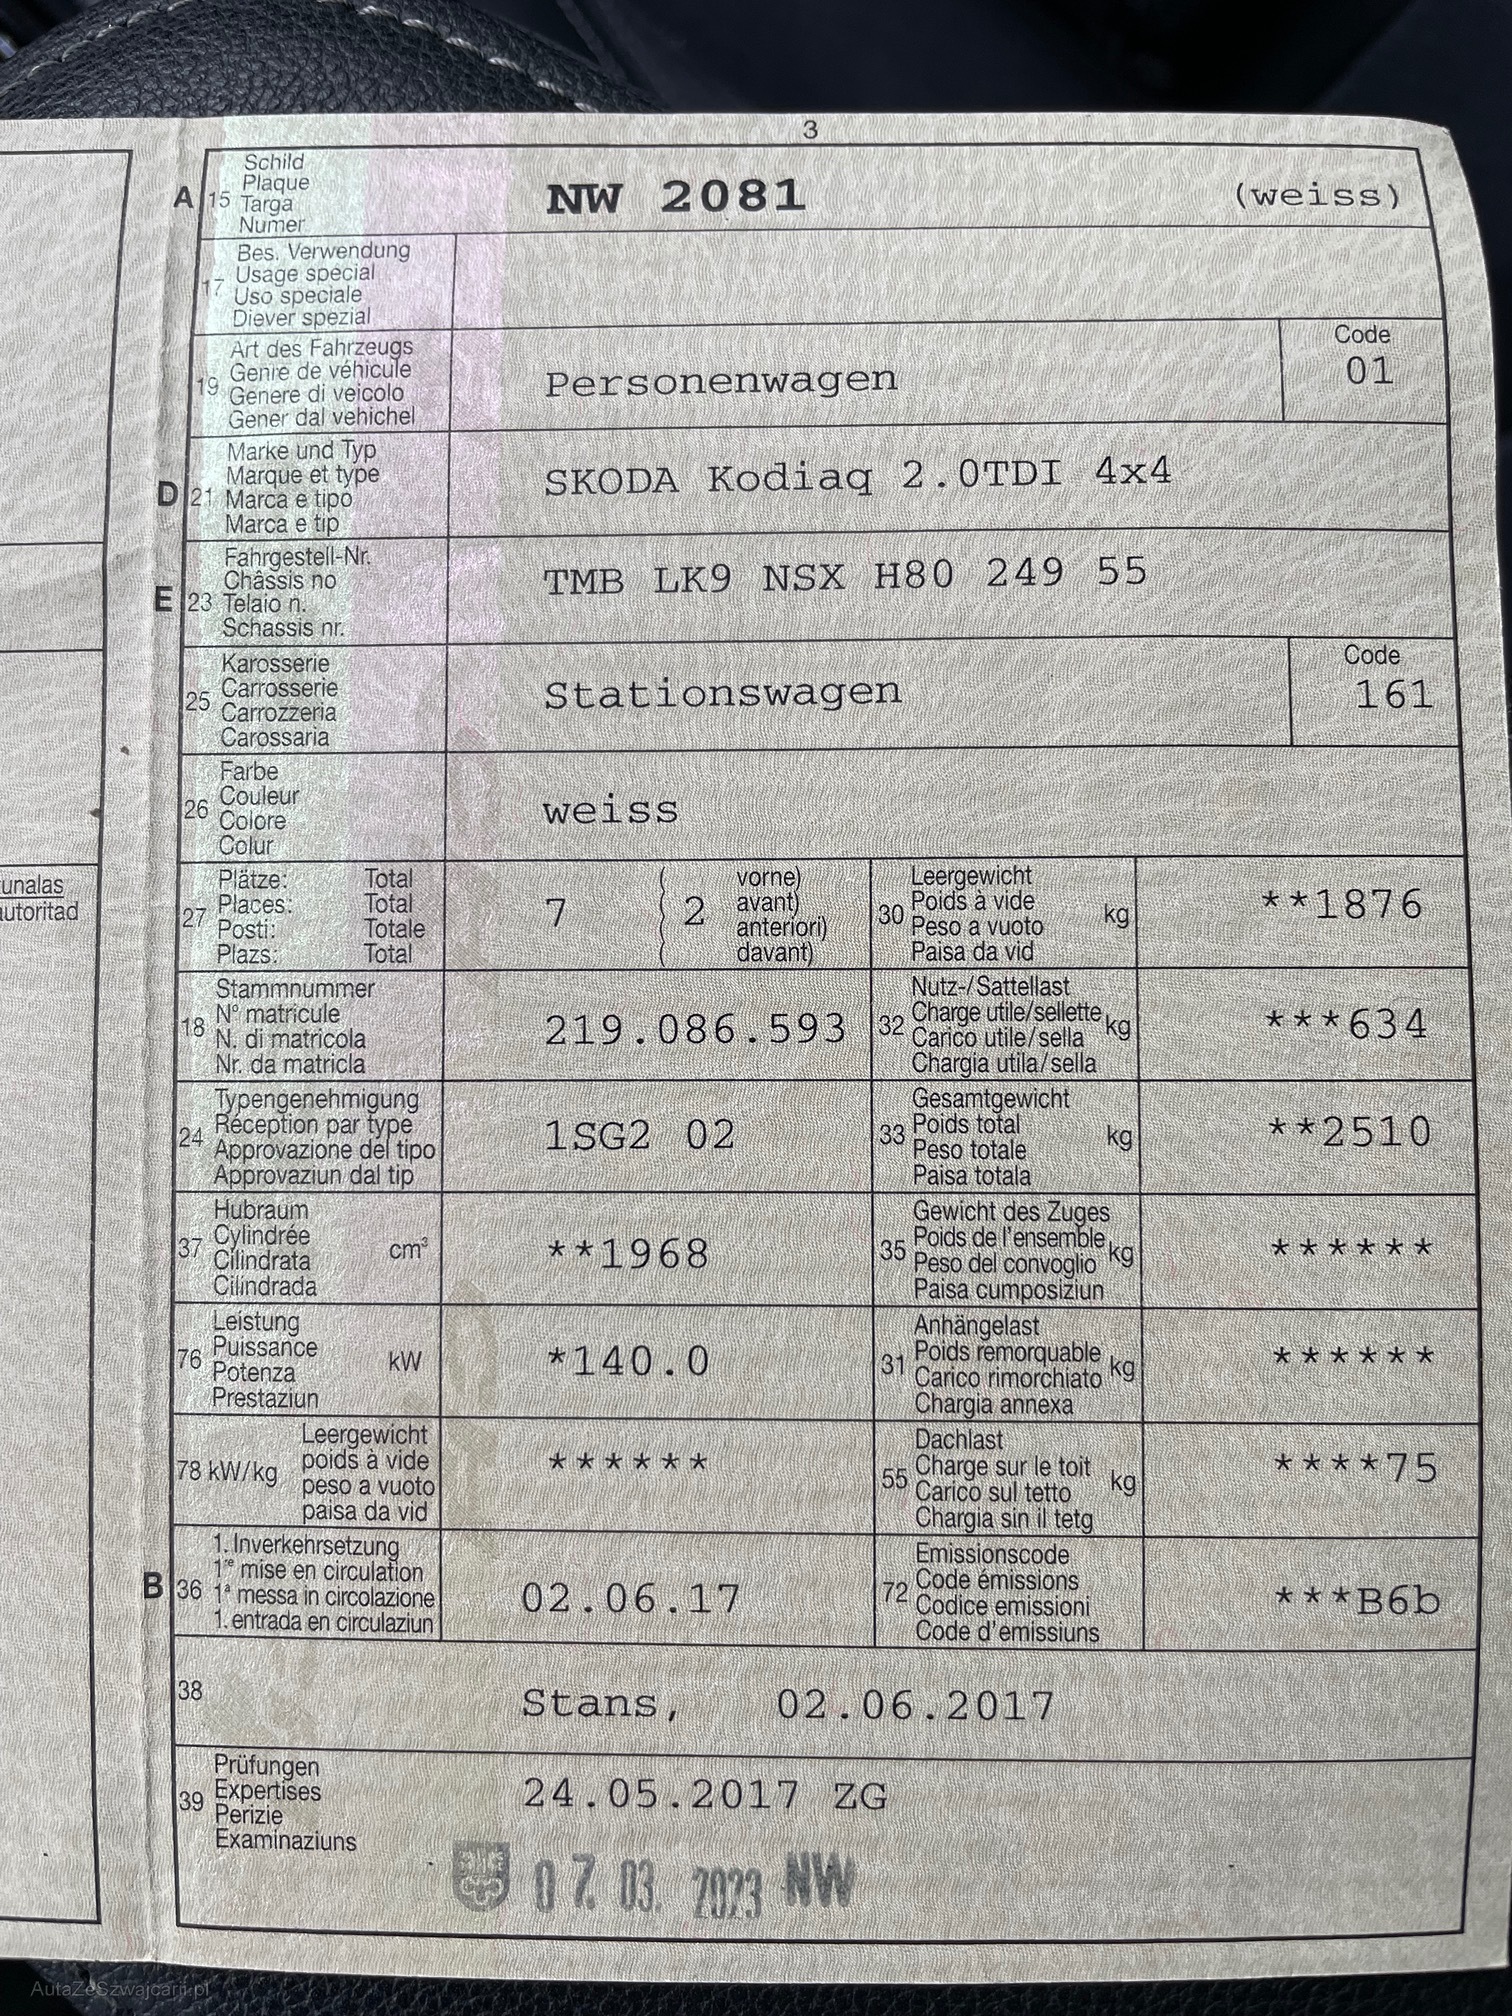 3
A 15 Schild
Plaque
Targa
Numer
NW 2081 (weiss)
17 Bes. Verwendung
Usage spécial
Uso speciale
Diever spezial
19 Art des Fahrzeugs
Genre de véhicule
Genere di veicolo
Gener dal vehichel
Personenwagen
Code
01
D 21 Marke und Typ
Marque et type
Marca e tipo
Marca e tip
SKODA Kodiaq 2.0TDI 4x4
E 23 Fahrgestell-Nr.
Châssis no
Telaio n.
Schassis nr.
TMB LK9 NSX H80 249 55
25 Karosserie
Carrosserie
Carrozzeria
Carossaria
Stationswagen
Code
161
26 Farbe
Couleur
Colore
Colur
weiss
unalas
utoritad
27 Plätze: Total
Places: Total
Posti: Totale
Plazs: Total
7 ( 2 vorne)
avant)
anteriori)
davant)
30 Leergewicht
Poids à vide
Peso a vuoto
Paisa da vid
kg
**1876
18 Stammnummer
N° matricule
N. di matricola
Nr. da matricla
219.086.593
32 Nutz-/Sattellast
Charge utile/sellette
Carico utile/sella
Chargia utila/sella
kg
***634
24 Typengenehmigung
Réception par type
Approvazione del tipo
Approvaziun dal tip
1SG2 02
33 Gesamtgewicht
Poids total
Peso totale
Paisa totala
kg
**2510
37 Hubraum
Cylindrée
Cilindrata
Cilindrada
cm³
**1968
35 Gewicht des Zuges
Poids de l'ensemble
Peso del convoglio
Paisa cumposiziun
kg
******
76 Leistung
Puissance
Potenza
Prestaziun
kW
*140.0
31 Anhängelast
Poids remorquable
Carico rimorchiato
Chargia annexa
kg
******
78 kW/kg Leergewicht
poids à vide
peso a vuoto
paisa da vid
******
55 Dachlast
Charge sur le toit
Carico sul tetto
Chargia sin il tetg
kg
****75
B 36 1. Inverkehrsetzung
1re mise en circulation
1a messa in circolazione
1. entrada en circulaziun
02.06.17
72 Emissionscode
Code émissions
Codice emissioni
Code d'emissiuns
***B6b
38
Stans, 02.06.2017
39 Prüfungen
Expertises
Perizie
Examinaziuns
24.05.2017 ZG
07. 03. 2023 NW
AutaZeSzwajcarii.pl